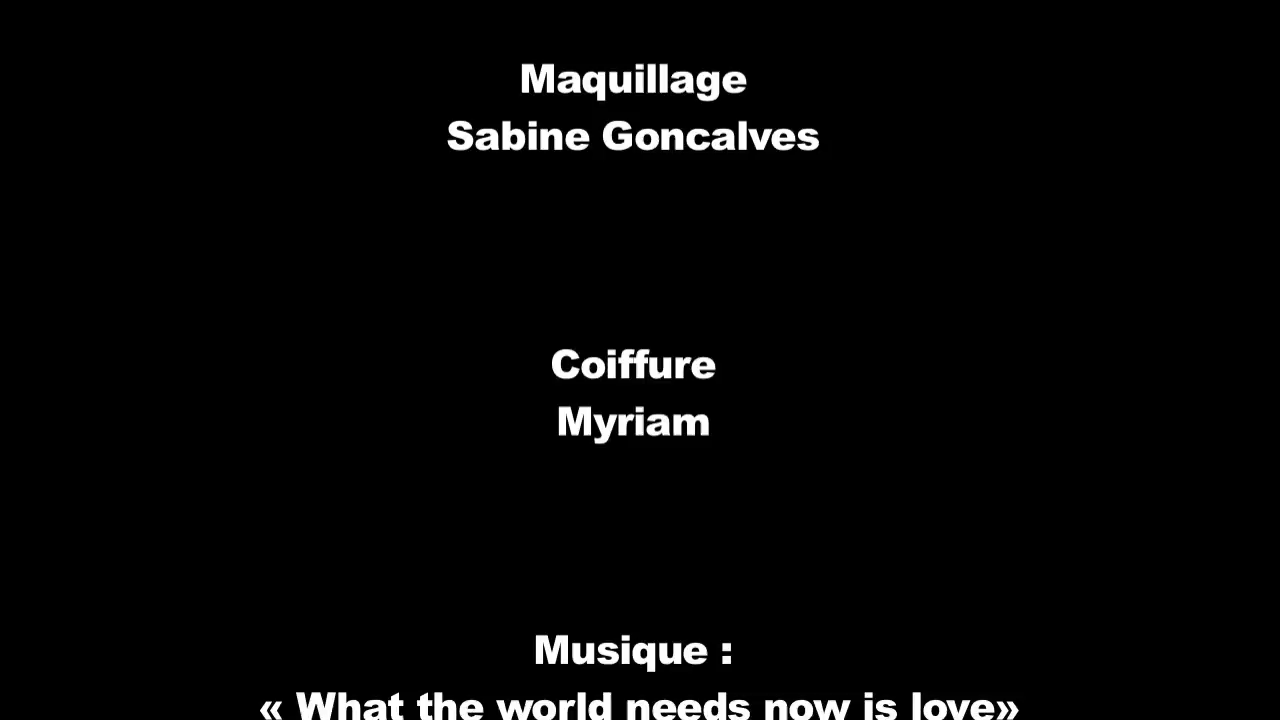 Maquillage
Sabine Goncalves
Coiffure
Myriam
Musique :
« What the world needs now is love»